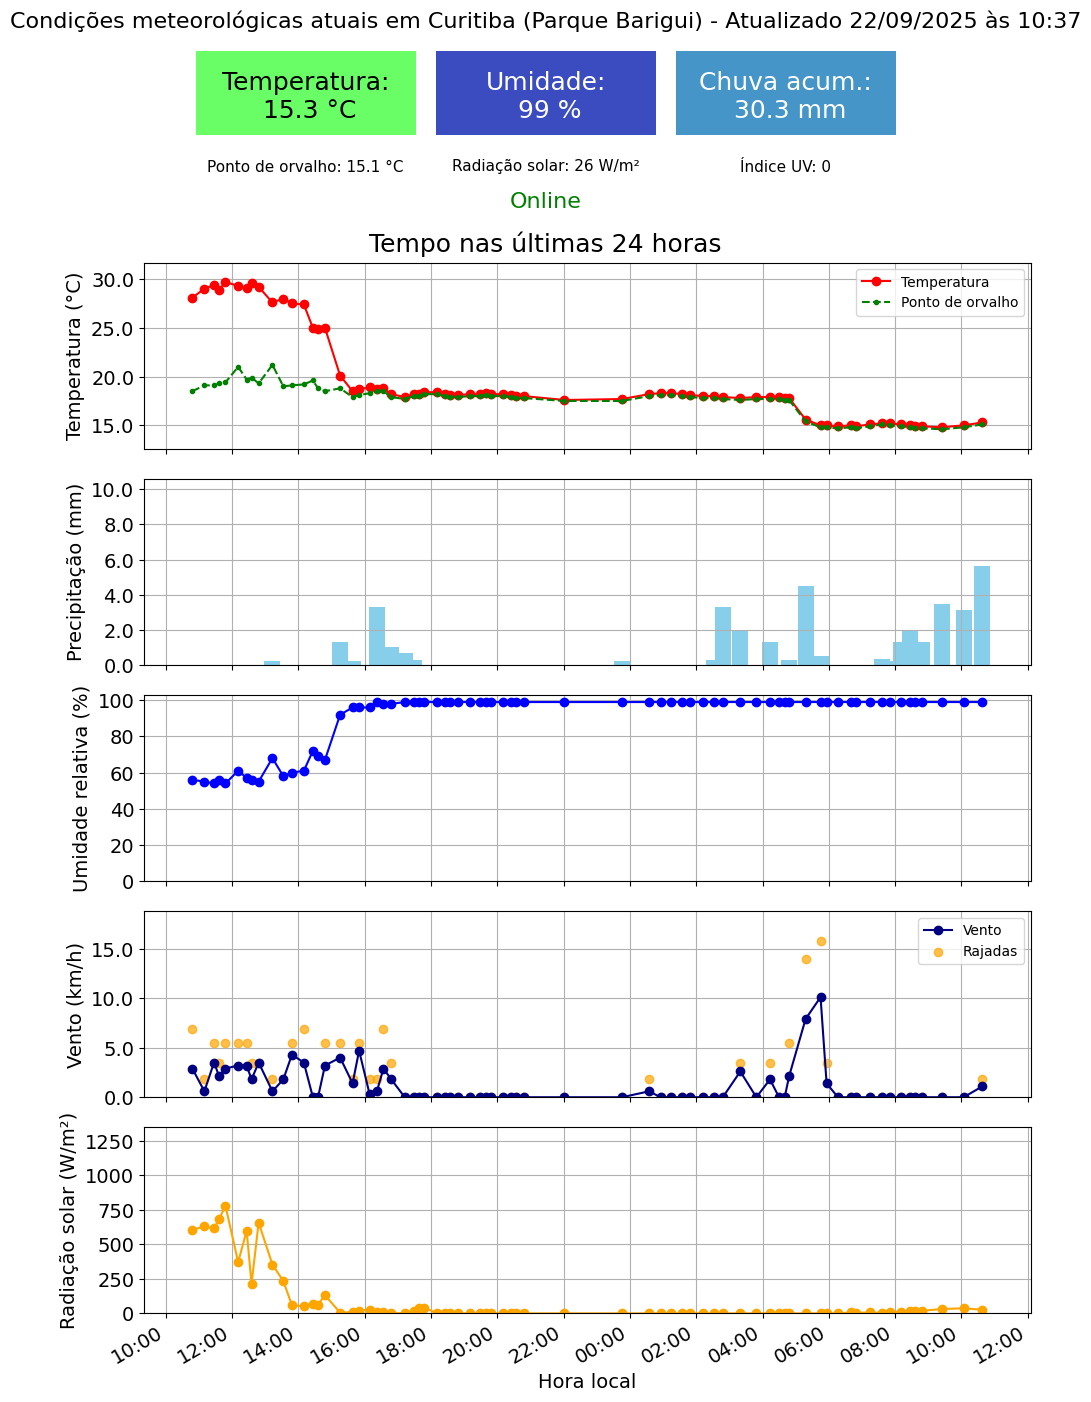 Condições meteorológicas atuais em Curitiba (Parque Barigui) - Atualizado 22/09/2025 às 10:37
Temperatura:
15.3 °C
Umidade:
99 %
Chuva acum.:
30.3 mm
Ponto de orvalho: 15.1 °C
Radiação solar: 26 W/m²
Índice UV: 0
Online
Tempo nas últimas 24 horas
Temperatura (°C)
30.0
25.0
20.0
15.0
Temperatura
Ponto de orvalho
Precipitação (mm)
10.0
8.0
6.0
4.0
2.0
0.0
Umidade relativa (%)
100
80
60
40
20
0
Vento (km/h)
15.0
10.0
5.0
0.0
Vento
Rajadas
Radiação solar (W/m²)
1250
1000
750
500
250
0
10:00
12:00
14:00
16:00
18:00
20:00
22:00
00:00
02:00
04:00
06:00
08:00
10:00
12:00
Hora local